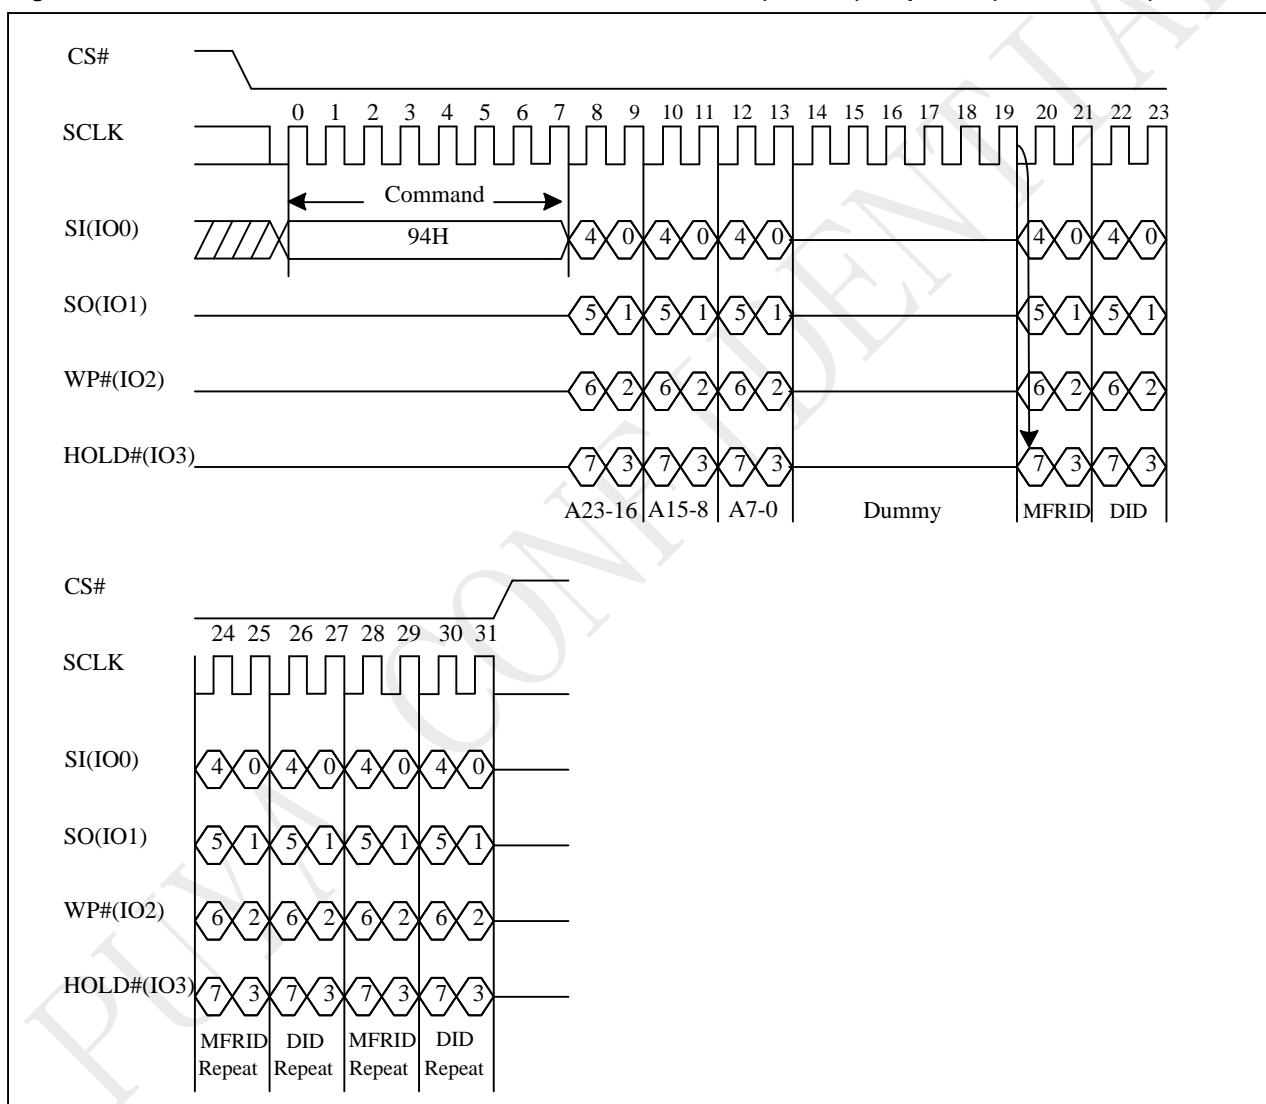 CS#
0 1 2 3 4 5 6 7 8 9 10 11 12 13 14 15 16 17 18 19 20 21 22 23
SCLK
Command
SI(IO0) 94H 4 0 4 0 4 0 4 0 4 0
SO(IO1) 5 1 5 1 5 1 5 1 5 1
WP#(IO2) 6 2 6 2 6 2 6 2 6 2
HOLD#(IO3) 7 3 7 3 7 3 7 3 7 3
A23-16 A15-8 A7-0 Dummy MFRID DID
CS#
24 25 26 27 28 29 30 31
SCLK
SI(IO0) 4 0 4 0 4 0 4 0
SO(IO1) 5 1 5 1 5 1 5 1
WP#(IO2) 6 2 6 2 6 2 6 2
HOLD#(IO3) 7 3 7 3 7 3 7 3
MFRID DID MFRID DID
Repeat Repeat Repeat Repeat
PUYA CONFIDENTIAL